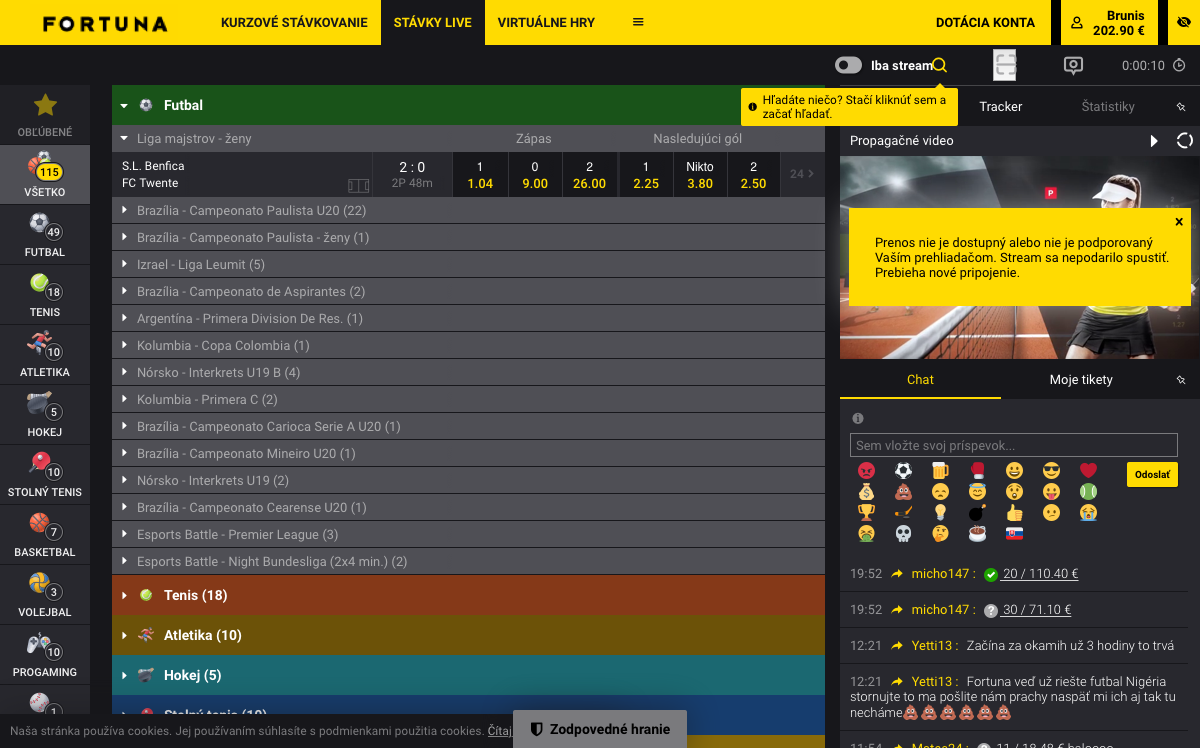 FORTUNA
KURZOVÉ STÁVKOVANIE
STÁVKY LIVE
VIRTUÁLNE HRY
DOTÁCIA KONTA
Brunis
202.90 €
Iba stream
0:00:10
Hľadáte niečo? Stačí kliknúť sem a
začať hľadať.
OBĽÚBENÉ
115
VŠETKO
49
FUTBAL
18
TENIS
10
ATLETIKA
5
HOKEJ
10
STOLNÝ TENIS
7
BASKETBAL
3
VOLEJBAL
10
PROGAMING
1
Futbal
Liga majstrov - ženy
Zápas
Nasledujúci gól
S.L. Benfica
FC Twente
2 : 0
2P 48m
1
1.04
0
9.00
2
26.00
1
2.25
Nikto
3.80
2
2.50
24
Brazília - Campeonato Paulista U20 (22)
Brazília - Campeonato Paulista - ženy (1)
Izrael - Liga Leumit (5)
Brazília - Campeonato de Aspirantes (2)
Argentína - Primera Division De Res. (1)
Kolumbia - Copa Colombia (1)
Nórsko - Interkrets U19 B (4)
Kolumbia - Primera C (2)
Brazília - Campeonato Carioca Serie A U20 (1)
Brazília - Campeonato Mineiro U20 (1)
Nórsko - Interkrets U19 (2)
Brazília - Campeonato Cearense U20 (1)
Esports Battle - Premier League (3)
Esports Battle - Night Bundesliga (2x4 min.) (2)
Tenis (18)
Atletika (10)
Hokej (5)
Stolný tenis (10)
Tracker
Štatistiky
Propagačné video
P
Prenos nie je dostupný alebo nie je podporovaný
Vaším prehliadačom. Stream sa nepodarilo spustiť.
Prebieha nové pripojenie.
Chat
Moje tikety
Sem vložte svoj príspevok...
Odoslať
19:52 micho147 : 20 / 110.40 €
19:52 micho147 : 30 / 71.10 €
12:21 Yetti13 : Začína za okamih už 3 hodiny to trvá
12:21 Yetti13 : Fortuna veď už riešte futbal Nigéria
stornujte to ma pošlite nám prachy naspäť mi ich aj tak tu
necháme💩💩💩💩💩💩
Naša stránka používa cookies. Jej používaním súhlasíte s podmienkami použitia cookies. Čítaj
Zodpovedné hranie